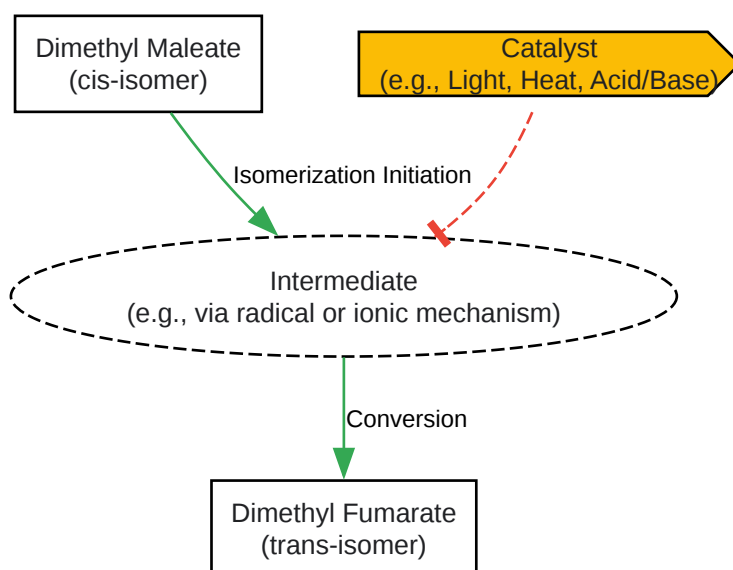 Dimethyl Maleate
(cis-isomer)
Catalyst
(e.g., Light, Heat, Acid/Base)
Isomerization Initiation
Intermediate
(e.g., via radical or ionic mechanism)
Conversion
Dimethyl Fumarate
(trans-isomer)